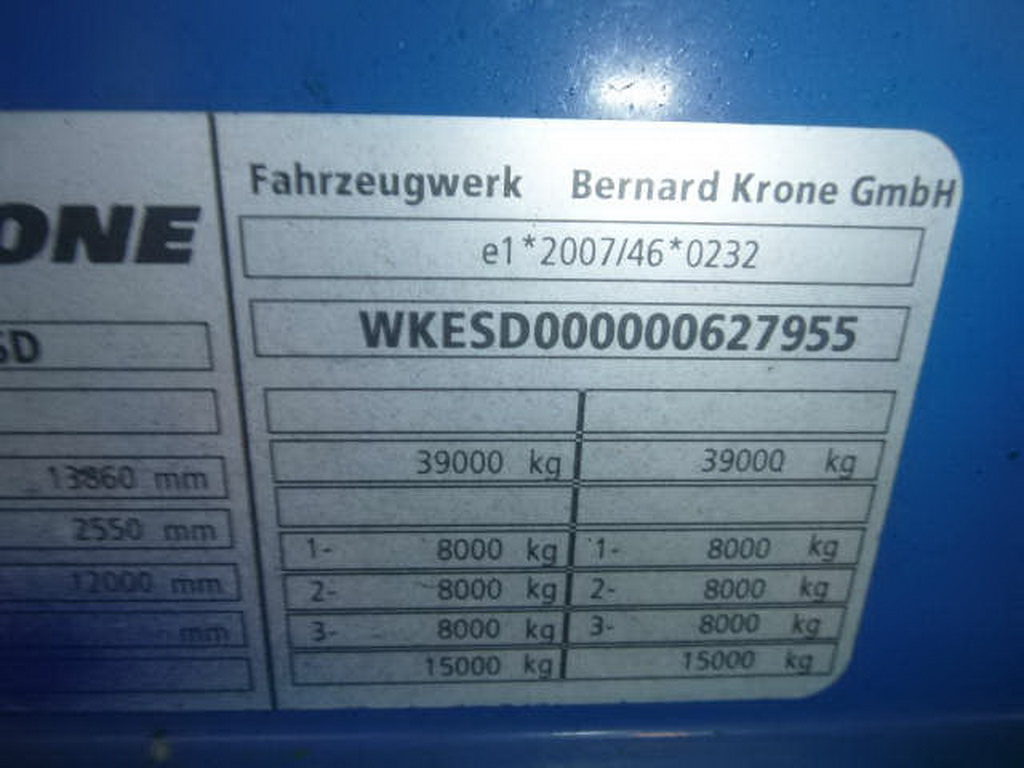 Fahrzeugwerk Bernard Krone GmbH
RONE
e1*2007/46*0232
SD
WKESD000000627955
39000 kg 39000 kg
13860 mm
2550 mm
1- 8000 kg 1- 8000 kg
12000 mm
2- 8000 kg 2- 8000 kg
mm
3- 8000 kg 3- 8000 kg
15000 kg 15000 kg